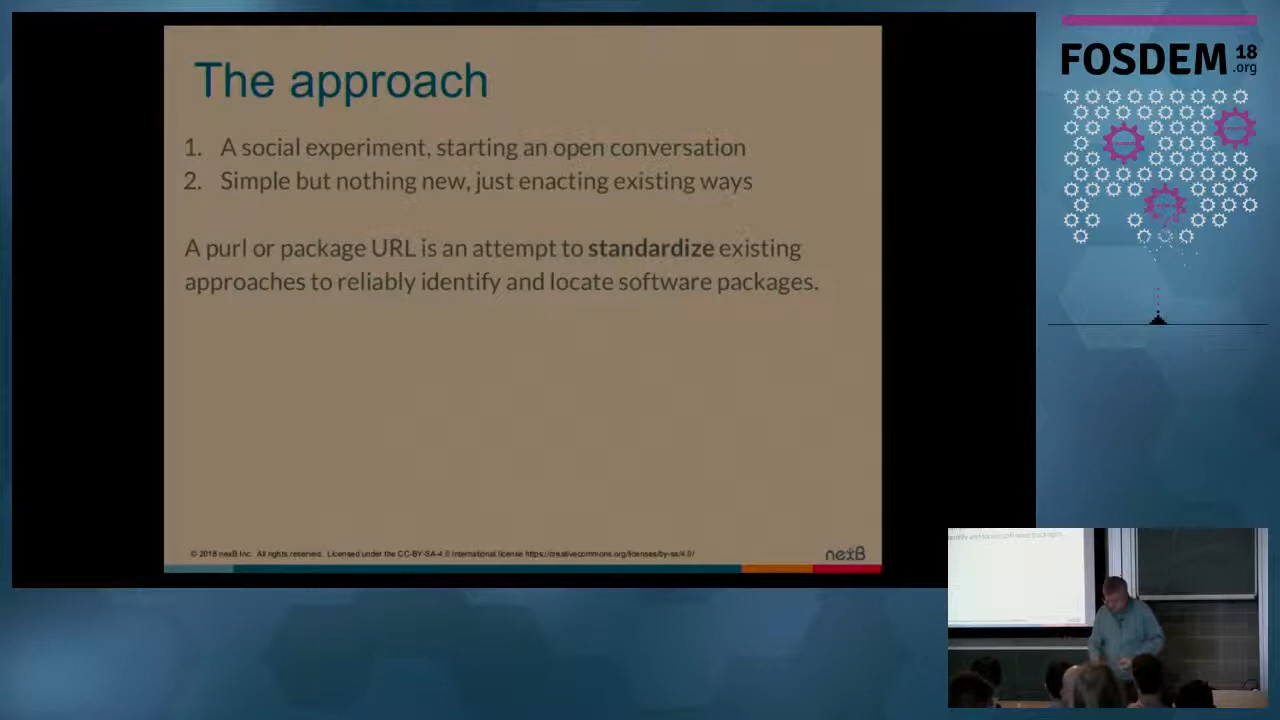 The approach
1. A social experiment, starting an open conversation
2. Simple but nothing new, just enacting existing ways
A purl or package URL is an attempt to standardize existing
approaches to reliably identify and locate software packages.
© 2018 nexB Inc. All rights reserved. Licensed under the CC-BY-SA-4.0 International license https://creativecommons.org/licenses/by-sa/4.0/
nexB
FOSDEM 18
.org